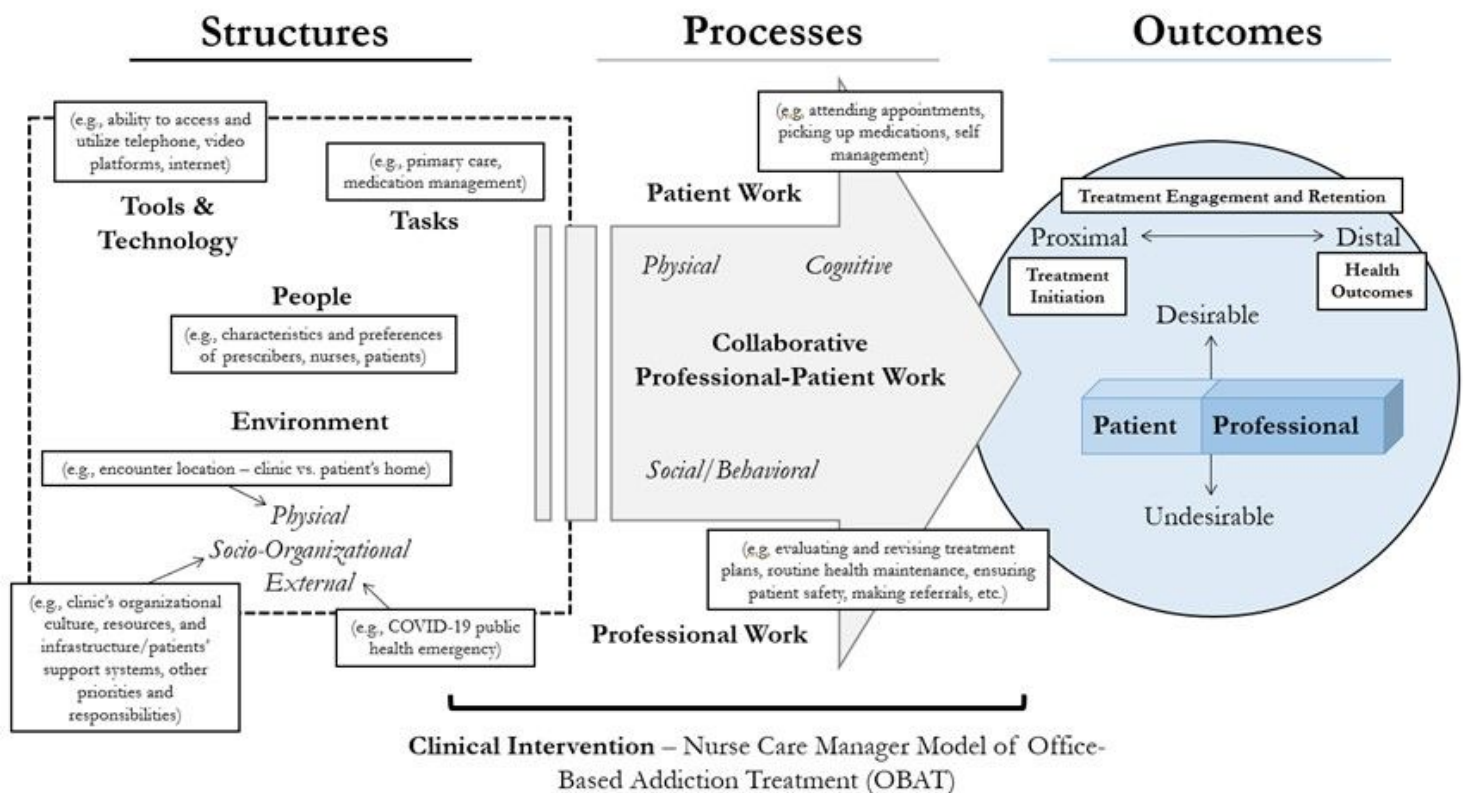 Structures
Processes
Outcomes
(e.g., ability to access and
utilize telephone, video
platforms, internet)
Tools &
Technology
(e.g., primary care,
medication management)
Tasks
People
(e.g., characteristics and preferences
of prescribers, nurses, patients)
Environment
(e.g., encounter location – clinic vs. patient's home)
Physical
Socio-Organizational
External
(e.g., clinic's organizational
culture, resources, and
infrastructure/patients'
support systems, other
priorities and
responsibilities)
(e.g., COVID-19 public
health emergency)
(e.g. attending appointments,
picking up medications, self
management)
Patient Work
Physical
Cognitive
Collaborative
Professional-Patient Work
Social/Behavioral
(e.g. evaluating and revising treatment
plans, routine health maintenance, ensuring
patient safety, making referrals, etc.)
Professional Work
Treatment Engagement and Retention
Proximal
Distal
Treatment
Initiation
Health
Outcomes
Desirable
Patient
Professional
Undesirable
Clinical Intervention – Nurse Care Manager Model of Office-
Based Addiction Treatment (OBAT)